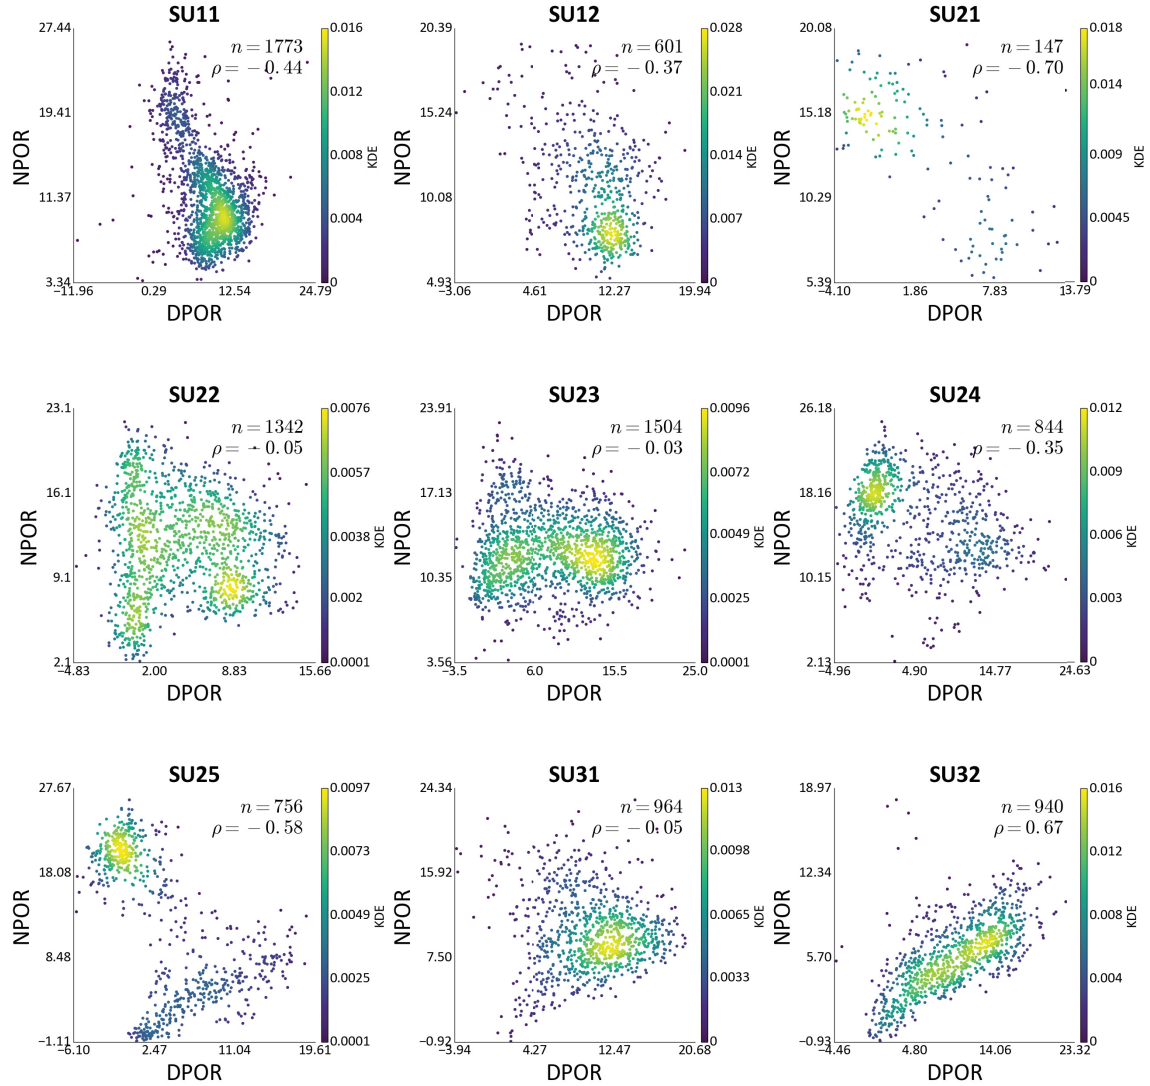 SU11
27.44
19.41
11.37
3.34
NPOR
−11.96 0.29 12.54 24.79
DPOR
n = 1773
ρ = −0.44
0.016
0.012
0.008
0.004
0
KDE
SU12
20.39
15.24
10.08
4.93
NPOR
−3.06 4.61 12.27 19.94
DPOR
n = 601
ρ = −0.37
0.028
0.021
0.014
0.007
0
KDE
SU21
20.08
15.18
10.29
5.39
NPOR
−4.10 1.86 7.83 13.79
DPOR
n = 147
ρ = −0.70
0.018
0.014
0.009
0.0045
0
KDE
SU22
23.1
16.1
9.1
2.1
NPOR
−4.83 2.00 8.83 15.66
DPOR
n = 1342
ρ = −0.05
0.0076
0.0057
0.0038
0.002
0.0001
KDE
SU23
23.91
17.13
10.35
3.56
NPOR
−3.5 6.0 15.5 25.0
DPOR
n = 1504
ρ = −0.03
0.0096
0.0072
0.0049
0.0025
0.0001
KDE
SU24
26.18
18.16
10.15
2.13
NPOR
−4.96 4.90 14.77 24.63
DPOR
n = 844
ρ = −0.35
0.012
0.009
0.006
0.003
0
KDE
SU25
27.67
18.08
8.48
−1.11
NPOR
−6.10 2.47 11.04 19.61
DPOR
n = 756
ρ = −0.58
0.0097
0.0073
0.0049
0.0025
0.0001
KDE
SU31
24.34
15.92
7.50
−0.92
NPOR
−3.94 4.27 12.47 20.68
DPOR
n = 964
ρ = −0.05
0.013
0.0098
0.0065
0.0033
0
KDE
SU32
18.97
12.34
5.70
−0.93
NPOR
−4.46 4.80 14.06 23.32
DPOR
n = 940
ρ = 0.67
0.016
0.012
0.008
0.004
0
KDE